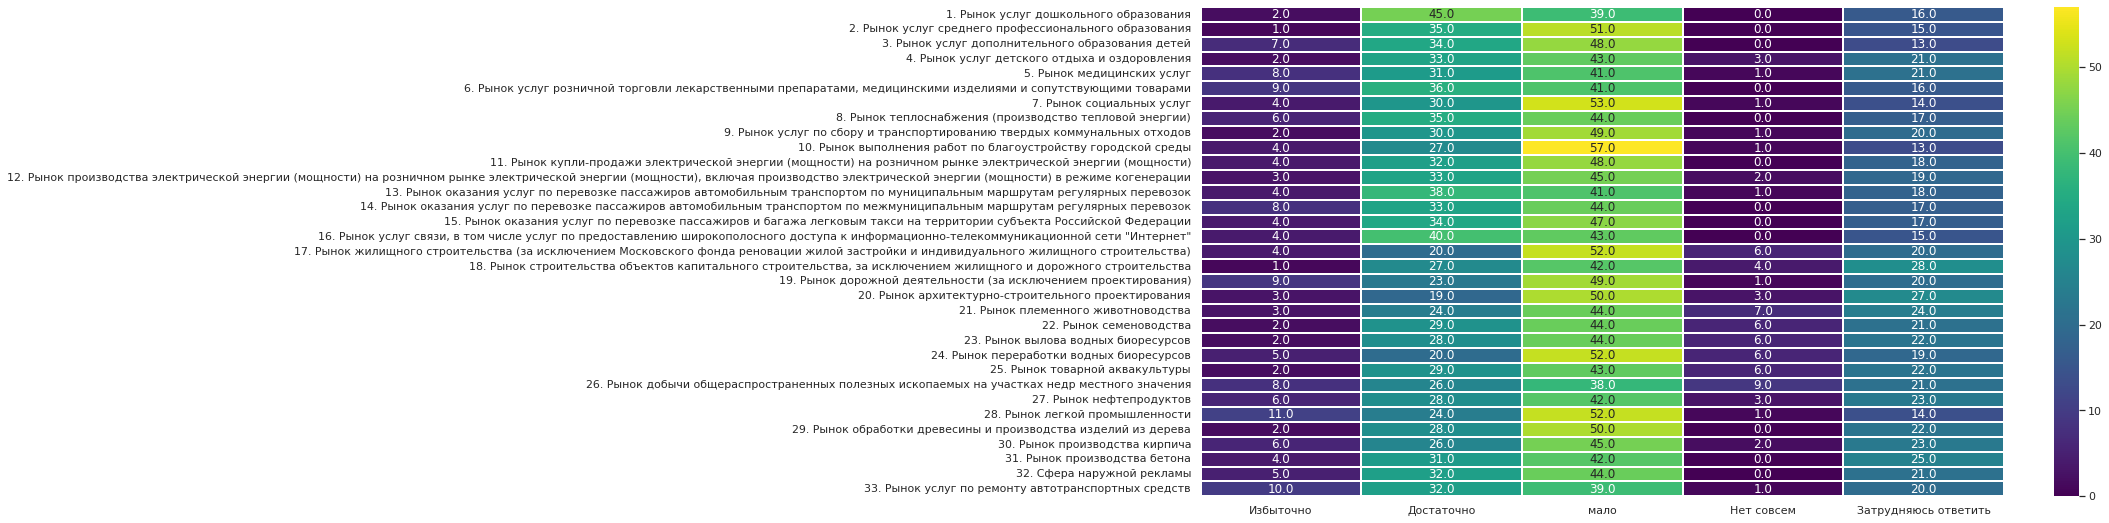 1. Рынок услуг дошкольного образования 2.0 45.0 39.0 0.0 16.0
2. Рынок услуг среднего профессионального образования 1.0 35.0 51.0 0.0 15.0
3. Рынок услуг дополнительного образования детей 7.0 34.0 48.0 0.0 13.0
4. Рынок услуг детского отдыха и оздоровления 2.0 33.0 43.0 3.0 21.0
5. Рынок медицинских услуг 8.0 31.0 41.0 1.0 21.0
6. Рынок услуг розничной торговли лекарственными препаратами, медицинскими изделиями и сопутствующими товарами 9.0 36.0 41.0 0.0 16.0
7. Рынок социальных услуг 4.0 30.0 53.0 1.0 14.0
8. Рынок теплоснабжения (производство тепловой энергии) 6.0 35.0 44.0 0.0 17.0
9. Рынок услуг по сбору и транспортированию твердых коммунальных отходов 2.0 30.0 49.0 1.0 20.0
10. Рынок выполнения работ по благоустройству городской среды 4.0 27.0 57.0 1.0 13.0
11. Рынок купли-продажи электрической энергии (мощности) на розничном рынке электрической энергии (мощности) 4.0 32.0 48.0 0.0 18.0
12. Рынок производства электрической энергии (мощности) на розничном рынке электрической энергии (мощности), включая производство электрической энергии (мощности) в режиме когенерации 3.0 33.0 45.0 2.0 19.0
13. Рынок оказания услуг по перевозке пассажиров автомобильным транспортом по муниципальным маршрутам регулярных перевозок 4.0 38.0 41.0 1.0 18.0
14. Рынок оказания услуг по перевозке пассажиров автомобильным транспортом по межмуниципальным маршрутам регулярных перевозок 8.0 33.0 44.0 0.0 17.0
15. Рынок оказания услуг по перевозке пассажиров и багажа легковым такси на территории субъекта Российской Федерации 4.0 34.0 47.0 0.0 17.0
16. Рынок услуг связи, в том числе услуг по предоставлению широкополосного доступа к информационно-телекоммуникационной сети "Интернет" 4.0 40.0 43.0 0.0 15.0
17. Рынок жилищного строительства (за исключением Московского фонда реновации жилой застройки и индивидуального жилищного строительства) 4.0 20.0 52.0 6.0 20.0
18. Рынок строительства объектов капитального строительства, за исключением жилищного и дорожного строительства 1.0 27.0 42.0 4.0 28.0
19. Рынок дорожной деятельности (за исключением проектирования) 9.0 23.0 49.0 1.0 20.0
20. Рынок архитектурно-строительного проектирования 3.0 19.0 50.0 3.0 27.0
21. Рынок племенного животноводства 3.0 24.0 44.0 7.0 24.0
22. Рынок семеноводства 2.0 29.0 44.0 6.0 21.0
23. Рынок вылова водных биоресурсов 2.0 28.0 44.0 6.0 22.0
24. Рынок переработки водных биоресурсов 5.0 20.0 52.0 6.0 19.0
25. Рынок товарной аквакультуры 2.0 29.0 43.0 6.0 22.0
26. Рынок добычи общераспространенных полезных ископаемых на участках недр местного значения 8.0 26.0 38.0 9.0 21.0
27. Рынок нефтепродуктов 6.0 28.0 42.0 3.0 23.0
28. Рынок легкой промышленности 11.0 24.0 52.0 1.0 14.0
29. Рынок обработки древесины и производства изделий из дерева 2.0 28.0 50.0 0.0 22.0
30. Рынок производства кирпича 6.0 26.0 45.0 2.0 23.0
31. Рынок производства бетона 4.0 31.0 42.0 0.0 25.0
32. Сфера наружной рекламы 5.0 32.0 44.0 0.0 21.0
33. Рынок услуг по ремонту автотранспортных средств 10.0 32.0 39.0 1.0 20.0
Избыточно Достаточно мало Нет совсем Затрудняюсь ответить
50
40
30
20
10
0